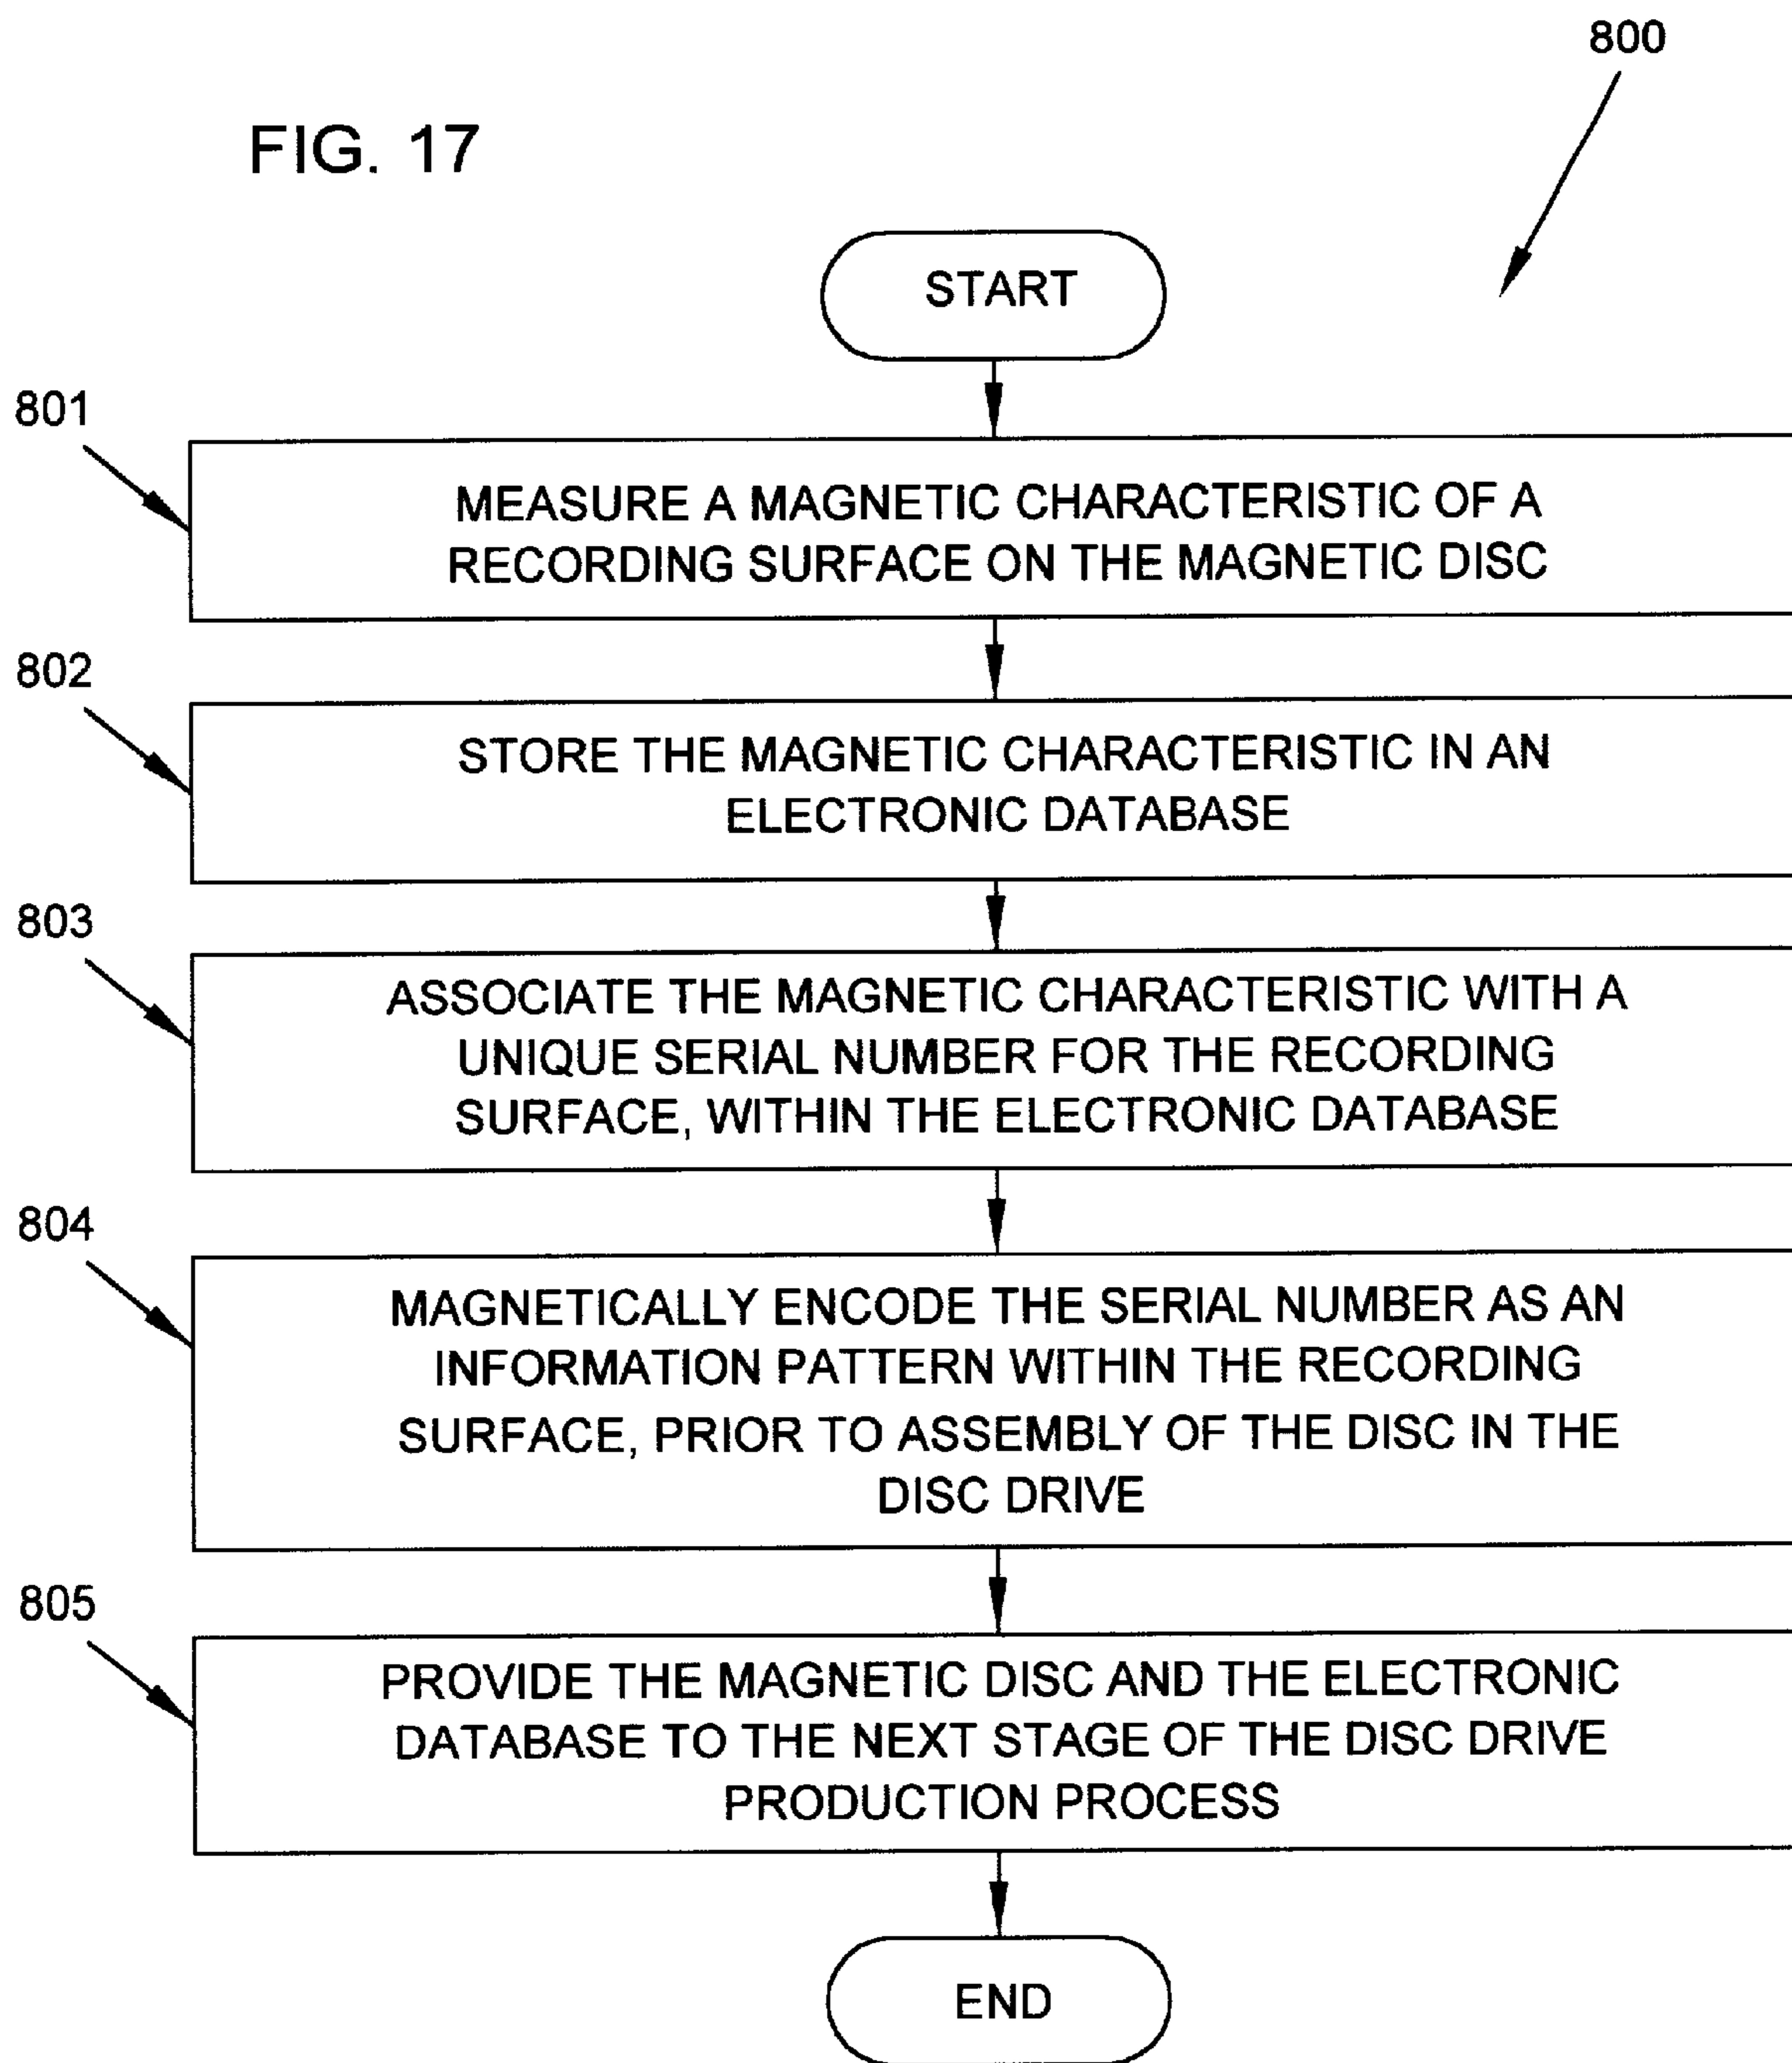 800
FIG. 17
START
801
MEASURE A MAGNETIC CHARACTERISTIC OF A
RECORDING SURFACE ON THE MAGNETIC DISC
802
STORE THE MAGNETIC CHARACTERISTIC IN AN
ELECTRONIC DATABASE
803
ASSOCIATE THE MAGNETIC CHARACTERISTIC WITH A
UNIQUE SERIAL NUMBER FOR THE RECORDING
SURFACE, WITHIN THE ELECTRONIC DATABASE
804
MAGNETICALLY ENCODE THE SERIAL NUMBER AS AN
INFORMATION PATTERN WITHIN THE RECORDING
SURFACE, PRIOR TO ASSEMBLY OF THE DISC IN THE
DISC DRIVE
805
PROVIDE THE MAGNETIC DISC AND THE ELECTRONIC
DATABASE TO THE NEXT STAGE OF THE DISC DRIVE
PRODUCTION PROCESS
END